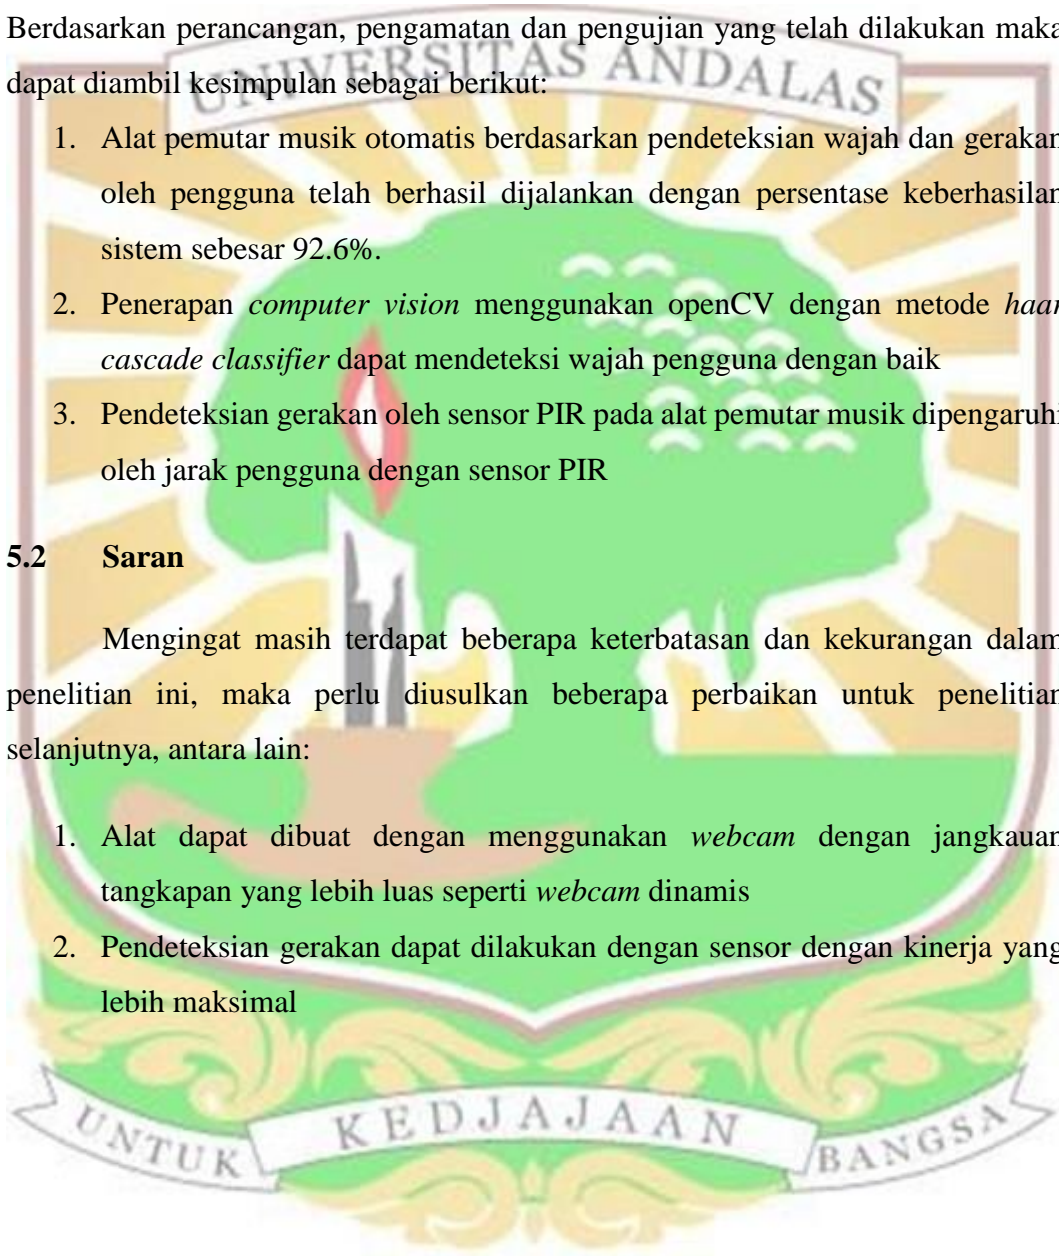 Berdasarkan perancangan, pengamatan dan pengujian yang telah dilakukan maka
UNIVERSITAS ANDALAS
dapat diambil kesimpulan sebagai berikut:
1. Alat pemutar musik otomatis berdasarkan pendeteksian wajah dan gerakan
oleh pengguna telah berhasil dijalankan dengan persentase keberhasilan
sistem sebesar 92.6%.
2. Penerapan computer vision menggunakan openCV dengan metode haar
cascade classifier dapat mendeteksi wajah pengguna dengan baik
3. Pendeteksian gerakan oleh sensor PIR pada alat pemutar musik dipengaruhi
oleh jarak pengguna dengan sensor PIR
5.2 Saran
Mengingat masih terdapat beberapa keterbatasan dan kekurangan dalam
penelitian ini, maka perlu diusulkan beberapa perbaikan untuk penelitian
selanjutnya, antara lain:
1. Alat dapat dibuat dengan menggunakan webcam dengan jangkauan
tangkapan yang lebih luas seperti webcam dinamis
2. Pendeteksian gerakan dapat dilakukan dengan sensor dengan kinerja yang
lebih maksimal
UNTUK KEDJAJAAN BANGSA